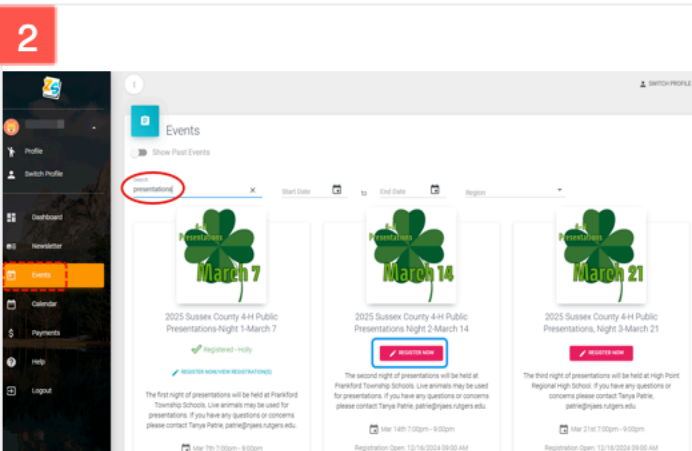 2
SWITCH PROFILE
Events
Show Past Events
Profile
Switch Profile
Dashboard
Newsletter
Events
Calendar
Payments
Help
Logout
Search
presentations
Start Date
to
End Date
Region
4-H
Presentations
March 7
2025 Sussex County 4-H Public
Presentations-Night 1-March 7
Registered - Holly
REGISTER NOW/VIEW REGISTRATION(S)
The first night of presentations will be held at Frankford
Township Schools. Live animals may be used for
presentations. If you have any questions or concerns
please contact Tanya Patrie, patrie@njaes.rutgers.edu.
Mar 7th 7:00pm - 9:00pm
4-H
Presentations
March 14
2025 Sussex County 4-H Public
Presentations Night 2-March 14
REGISTER NOW
The second night of presentations will be held at
Frankford Township Schools. Live animals may be used
for presentations. If you have any questions or concerns
please contact Tanya Patrie, patrie@njaes.rutgers.edu.
Mar 14th 7:00pm - 9:00pm
Registration Open: 12/16/2024 09:00 AM
4-H
Presentations
March 21
2025 Sussex County 4-H Public
Presentations, Night 3-March 21
REGISTER NOW
The third night of presentations will be held at High Point
Regional High School. If you have any questions or
concerns please contact Tanya Patrie,
patrie@njaes.rutgers.edu.
Mar 21st 7:00pm - 9:00pm
Registration Open: 12/16/2024 09:00 AM